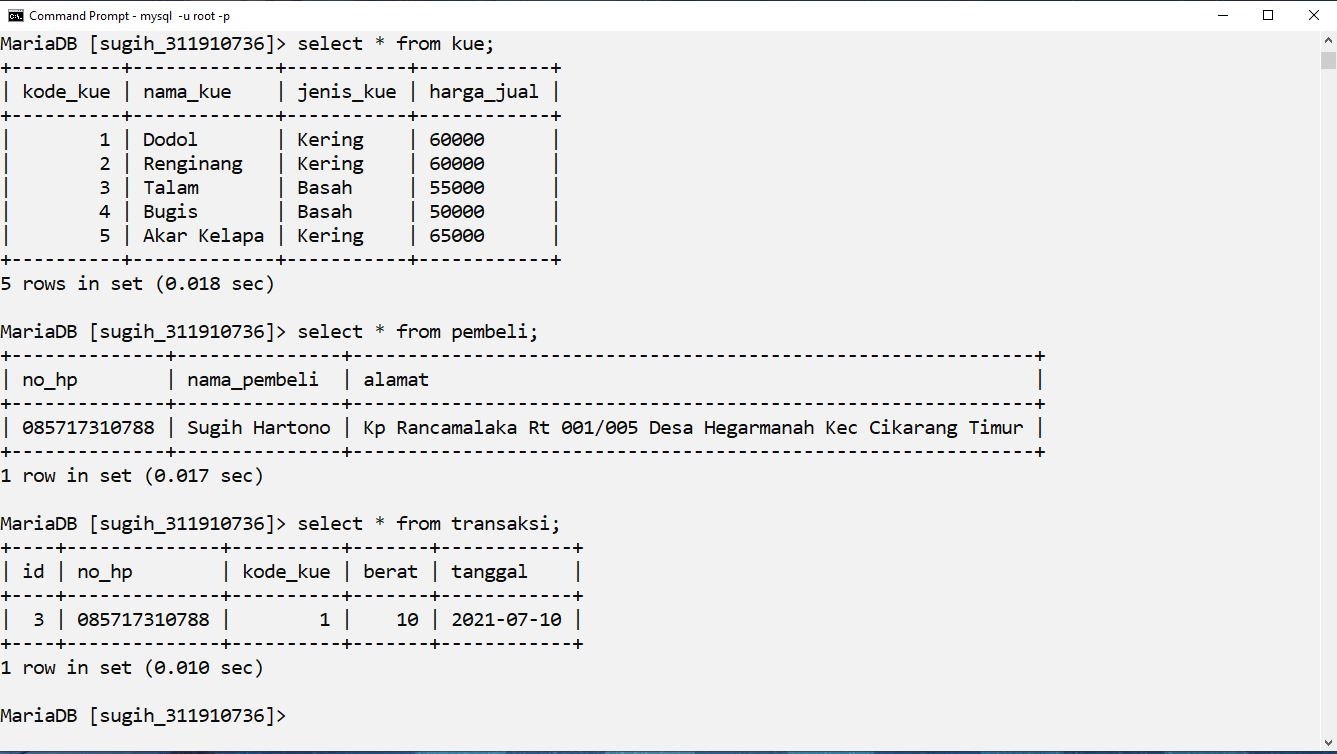 Command Prompt - mysql -u root -p
MariaDB [sugih_311910736]> select * from kue;
+----------+-------------+-----------+------------+
| kode_kue | nama_kue    | jenis_kue | harga_jual |
+----------+-------------+-----------+------------+
|        1 | Dodol       | Kering    | 60000      |
|        2 | Renginang   | Kering    | 60000      |
|        3 | Talam       | Basah     | 55000      |
|        4 | Bugis       | Basah     | 50000      |
|        5 | Akar Kelapa | Kering    | 65000      |
+----------+-------------+-----------+------------+
5 rows in set (0.018 sec)
MariaDB [sugih_311910736]> select * from pembeli;
+--------------+---------------+--------------------------------------------------------------+
| no_hp        | nama_pembeli  | alamat                                                       |
+--------------+---------------+--------------------------------------------------------------+
| 085717310788 | Sugih Hartono | Kp Rancamalaka Rt 001/005 Desa Hegarmanah Kec Cikarang Timur |
+--------------+---------------+--------------------------------------------------------------+
1 row in set (0.017 sec)
MariaDB [sugih_311910736]> select * from transaksi;
+----+--------------+----------+-------+------------+
| id | no_hp        | kode_kue | berat | tanggal    |
+----+--------------+----------+-------+------------+
|  3 | 085717310788 |        1 |    10 | 2021-07-10 |
+----+--------------+----------+-------+------------+
1 row in set (0.010 sec)
MariaDB [sugih_311910736]>